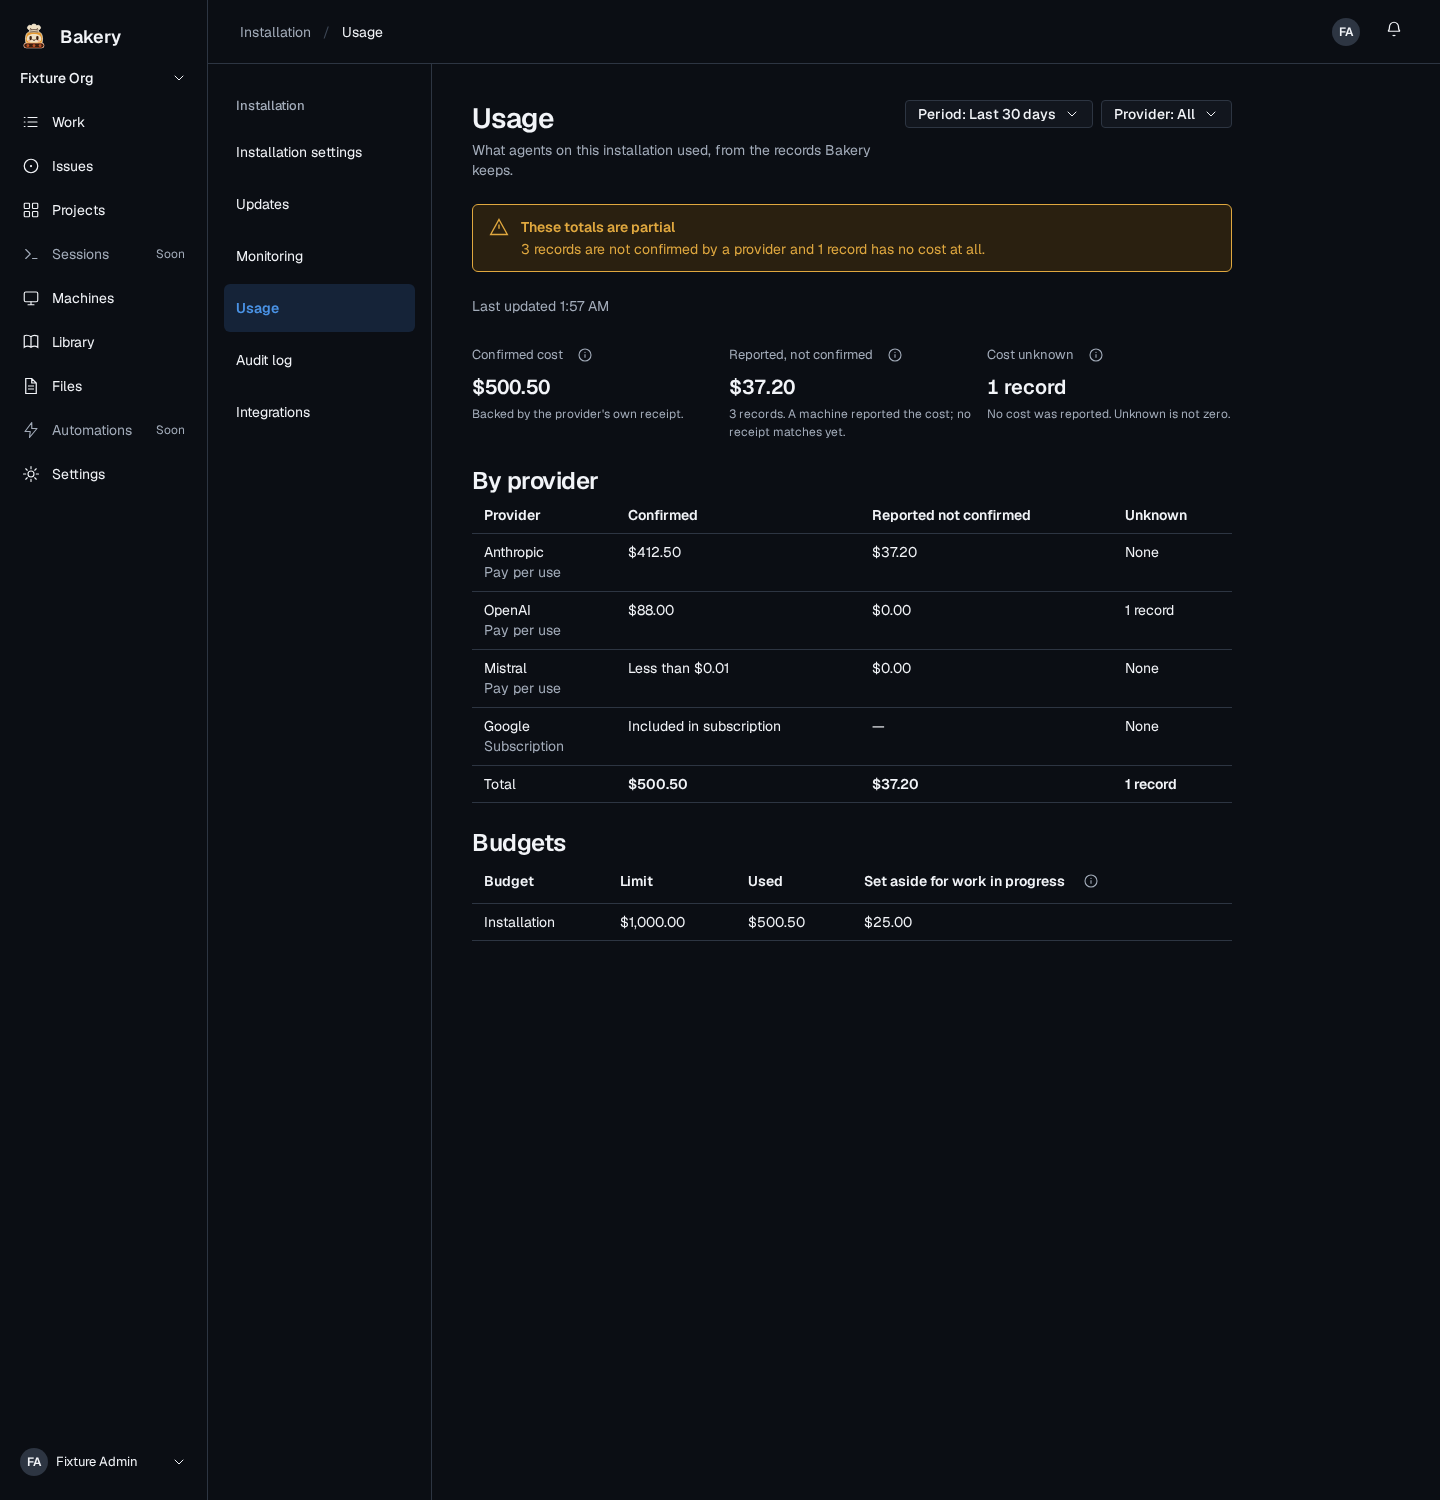 Bakery
Fixture Org
Work
Issues
Projects
Sessions Soon
Machines
Library
Files
Automations Soon
Settings
FA Fixture Admin
Installation / Usage
FA
Installation
Installation settings
Updates
Monitoring
Usage
Audit log
Integrations
Usage
Period: Last 30 days
Provider: All
What agents on this installation used, from the records Bakery
keeps.
These totals are partial
3 records are not confirmed by a provider and 1 record has no cost at all.
Last updated 1:57 AM
Confirmed cost
$500.50
Backed by the provider's own receipt.
Reported, not confirmed
$37.20
3 records. A machine reported the cost; no
receipt matches yet.
Cost unknown
1 record
No cost was reported. Unknown is not zero.
By provider
Provider Confirmed Reported not confirmed Unknown
Anthropic $412.50 $37.20 None
Pay per use
OpenAI $88.00 $0.00 1 record
Pay per use
Mistral Less than $0.01 $0.00 None
Pay per use
Google Included in subscription — None
Subscription
Total $500.50 $37.20 1 record
Budgets
Budget Limit Used Set aside for work in progress
Installation $1,000.00 $500.50 $25.00